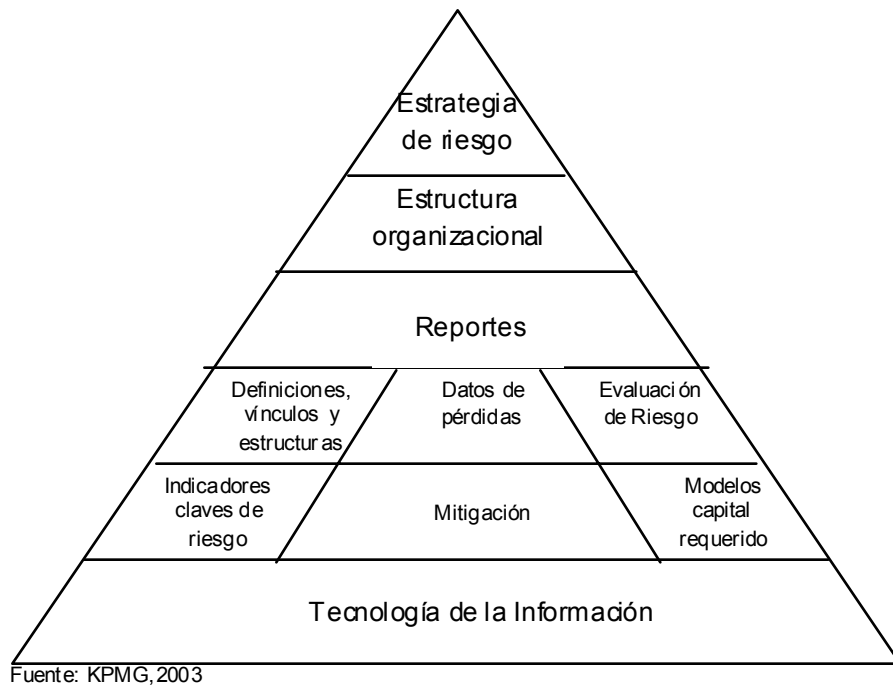 Estrategia
de riesgo
Estructura
organizacional
Reportes
Definiciones,
vínculos y
estructuras
Datos de
pérdidas
Evaluación
de Riesgo
Indicadores
claves de
riesgo
Mitigación
Modelos
capital
requerido
Tecnología de la Información
Fuente: KPMG,2003